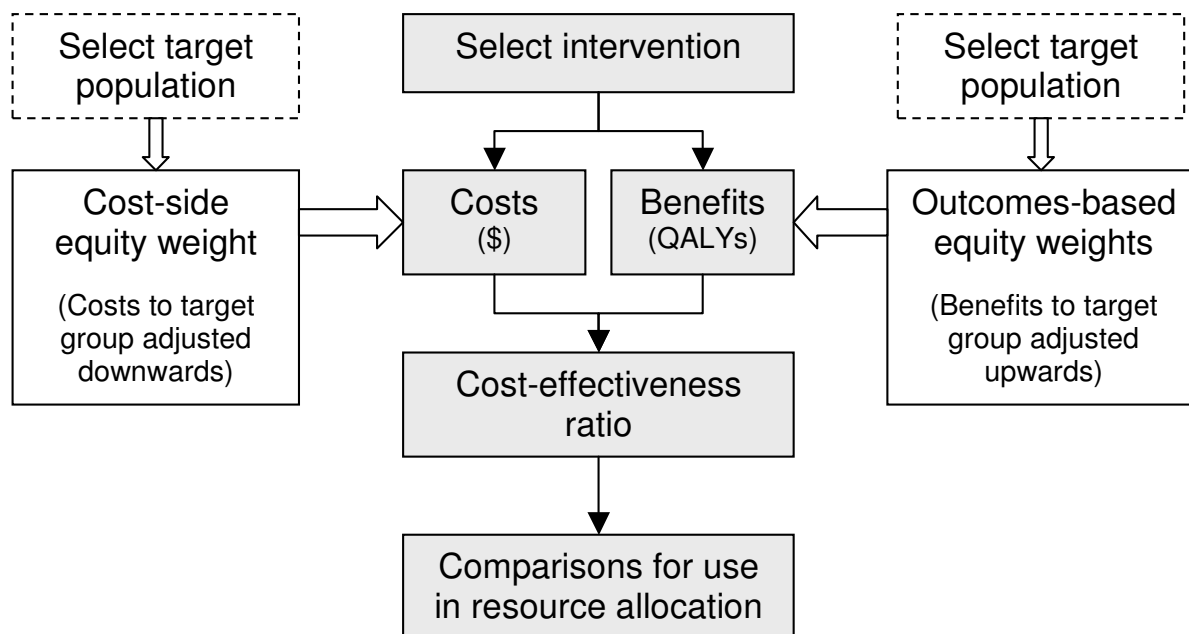 Select target
population
Select intervention
Select target
population
Cost-side
equity weight
(Costs to target
group adjusted
downwards)
Costs
($)
Benefits
(QALYs)
Outcomes-based
equity weights
(Benefits to target
group adjusted
upwards)
Cost-effectiveness
ratio
Comparisons for use
in resource allocation